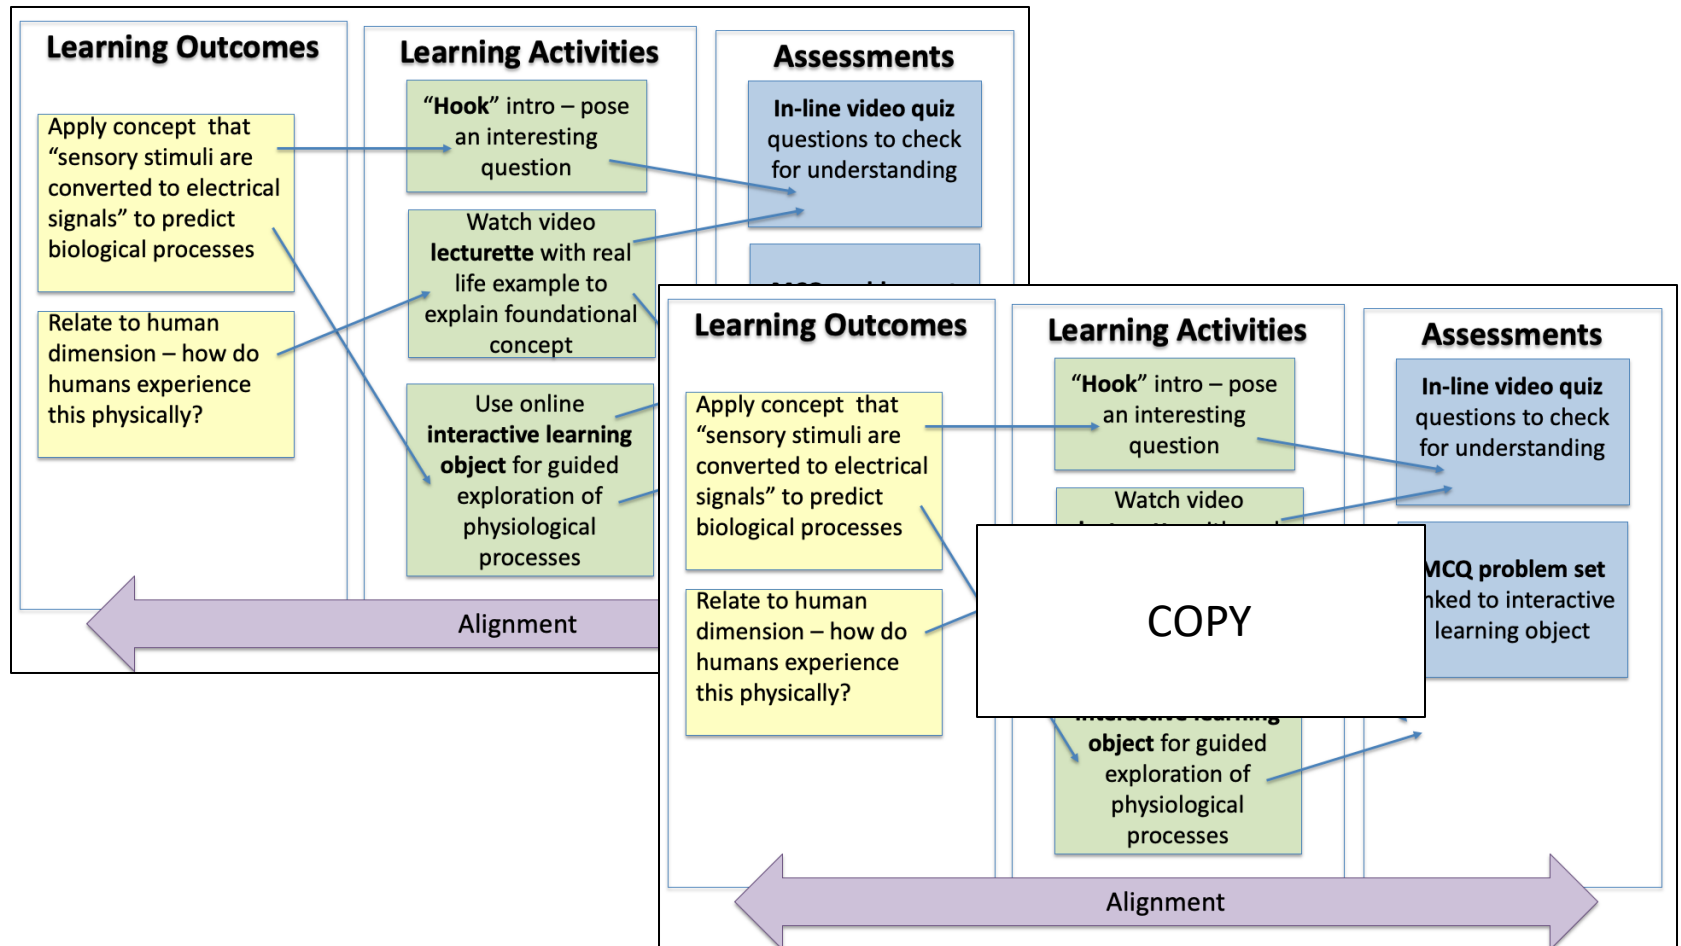 Learning Outcomes
Apply concept that
“sensory stimuli are
converted to electrical
signals” to predict
biological processes
Relate to human
dimension – how do
humans experience
this physically?
Learning Activities
“Hook” intro – pose
an interesting
question
Watch video
lecturette with real
life example to
explain foundational
concept
Use online
interactive learning
object for guided
exploration of
physiological
processes
Assessments
In-line video quiz
questions to check
for understanding
Alignment
Learning Outcomes
Apply concept that
“sensory stimuli are
converted to electrical
signals” to predict
biological processes
Relate to human
dimension – how do
humans experience
this physically?
Learning Activities
“Hook” intro – pose
an interesting
question
Watch video
COPY
interactive learning
object for guided
exploration of
physiological
processes
Assessments
In-line video quiz
questions to check
for understanding
MCQ problem set
to interactive
learning object
Alignment